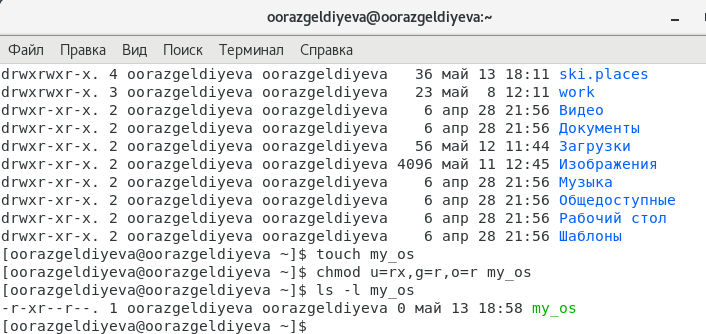 oorazgeldiyeva@oorazgeldiyeva:~
Файл Правка Вид Поиск Терминал Справка
drwxrwxr-x. 4 oorazgeldiyeva oorazgeldiyeva   36 май 13 18:11 ski.places
drwxrwxr-x. 3 oorazgeldiyeva oorazgeldiyeva   23 май  8 12:11 work
drwxr-xr-x. 2 oorazgeldiyeva oorazgeldiyeva    6 апр 28 21:56 Видео
drwxr-xr-x. 2 oorazgeldiyeva oorazgeldiyeva    6 апр 28 21:56 Документы
drwxr-xr-x. 2 oorazgeldiyeva oorazgeldiyeva   56 май 12 11:44 Загрузки
drwxr-xr-x. 2 oorazgeldiyeva oorazgeldiyeva 4096 май 11 12:45 Изображения
drwxr-xr-x. 2 oorazgeldiyeva oorazgeldiyeva    6 апр 28 21:56 Музыка
drwxr-xr-x. 2 oorazgeldiyeva oorazgeldiyeva    6 апр 28 21:56 Общедоступные
drwxr-xr-x. 2 oorazgeldiyeva oorazgeldiyeva    6 апр 28 21:56 Рабочий стол
drwxr-xr-x. 2 oorazgeldiyeva oorazgeldiyeva    6 апр 28 21:56 Шаблоны
[oorazgeldiyeva@oorazgeldiyeva ~]$ touch my_os
[oorazgeldiyeva@oorazgeldiyeva ~]$ chmod u=rx,g=r,o=r my_os
[oorazgeldiyeva@oorazgeldiyeva ~]$ ls -l my_os
-r-xr--r--. 1 oorazgeldiyeva oorazgeldiyeva 0 май 13 18:58 my_os
[oorazgeldiyeva@oorazgeldiyeva ~]$